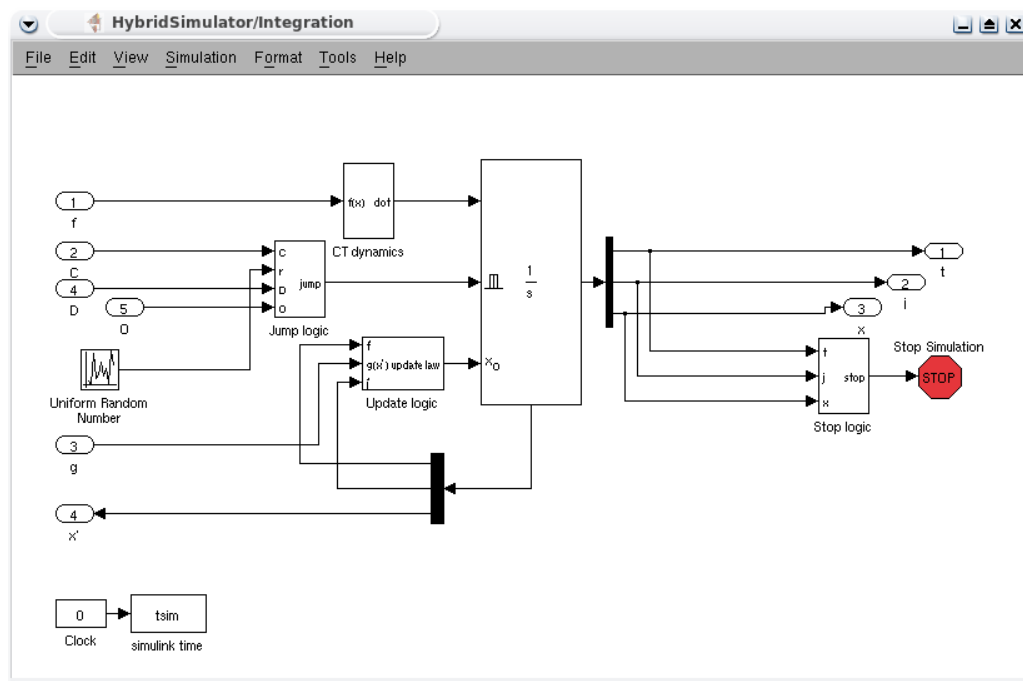 HybridSimulator/Integration
File Edit View Simulation Format Tools Help
1
f
f(x) dot
CT dynamics
2
C
4
D
5
O
C
r
D
O
jump
Jump logic
Uniform Random
Number
3
g
4
x'
f
g(x') update law
Update logic
1
s
x0
1
t
2
j
3
x
t
j
x
stop
Stop logic
Stop Simulation
STOP
0
Clock
tsim
simulink time